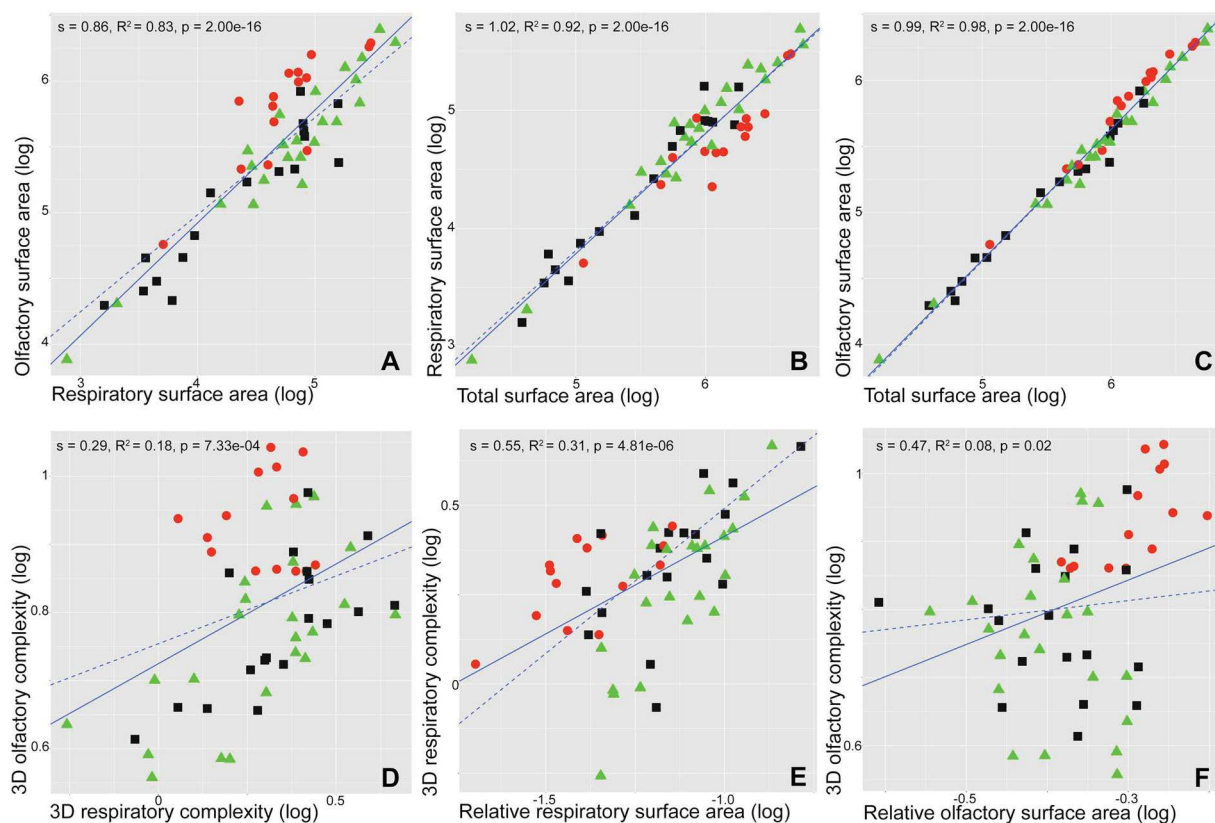 s = 0.86, R² = 0.83, p = 2.00e-16
Olfactory surface area (log)
6
5
4
3
4
5
Respiratory surface area (log)
A
s = 1.02, R² = 0.92, p = 2.00e-16
Respiratory surface area (log)
5
4
3
5
6
Total surface area (log)
B
s = 0.99, R² = 0.98, p = 2.00e-16
Olfactory surface area (log)
6
5
4
5
6
Total surface area (log)
C
s = 0.29, R² = 0.18, p = 7.33e-04
3D olfactory complexity (log)
1
0.8
0.6
0
0.5
3D respiratory complexity (log)
D
s = 0.55, R² = 0.31, p = 4.81e-06
3D respiratory complexity (log)
0.5
0
-1.5
-1.0
Relative respiratory surface area (log)
E
s = 0.47, R² = 0.08, p = 0.02
3D olfactory complexity (log)
1
0.6
-0.5
-0.3
Relative olfactory surface area (log)
F